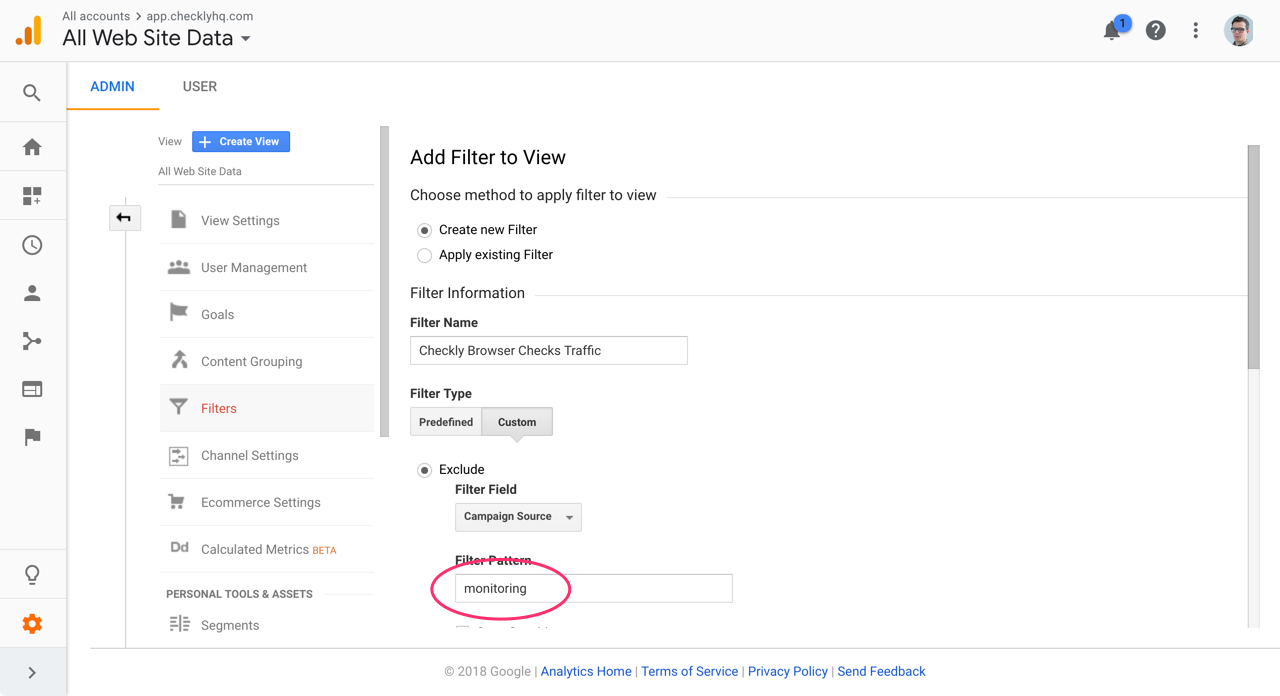 All accounts > app.checklyhq.com
All Web Site Data
1
ADMIN
USER
View
Create View
All Web Site Data
View Settings
User Management
Goals
Content Grouping
Filters
Channel Settings
Ecommerce Settings
Dd
Calculated Metrics BETA
PERSONAL TOOLS & ASSETS
Segments
Add Filter to View
Choose method to apply filter to view
Create new Filter
Apply existing Filter
Filter Information
Filter Name
Checkly Browser Checks Traffic
Filter Type
Predefined
Custom
Exclude
Filter Field
Campaign Source
Filter Pattern
monitoring
© 2018 Google | Analytics Home | Terms of Service | Privacy Policy | Send Feedback